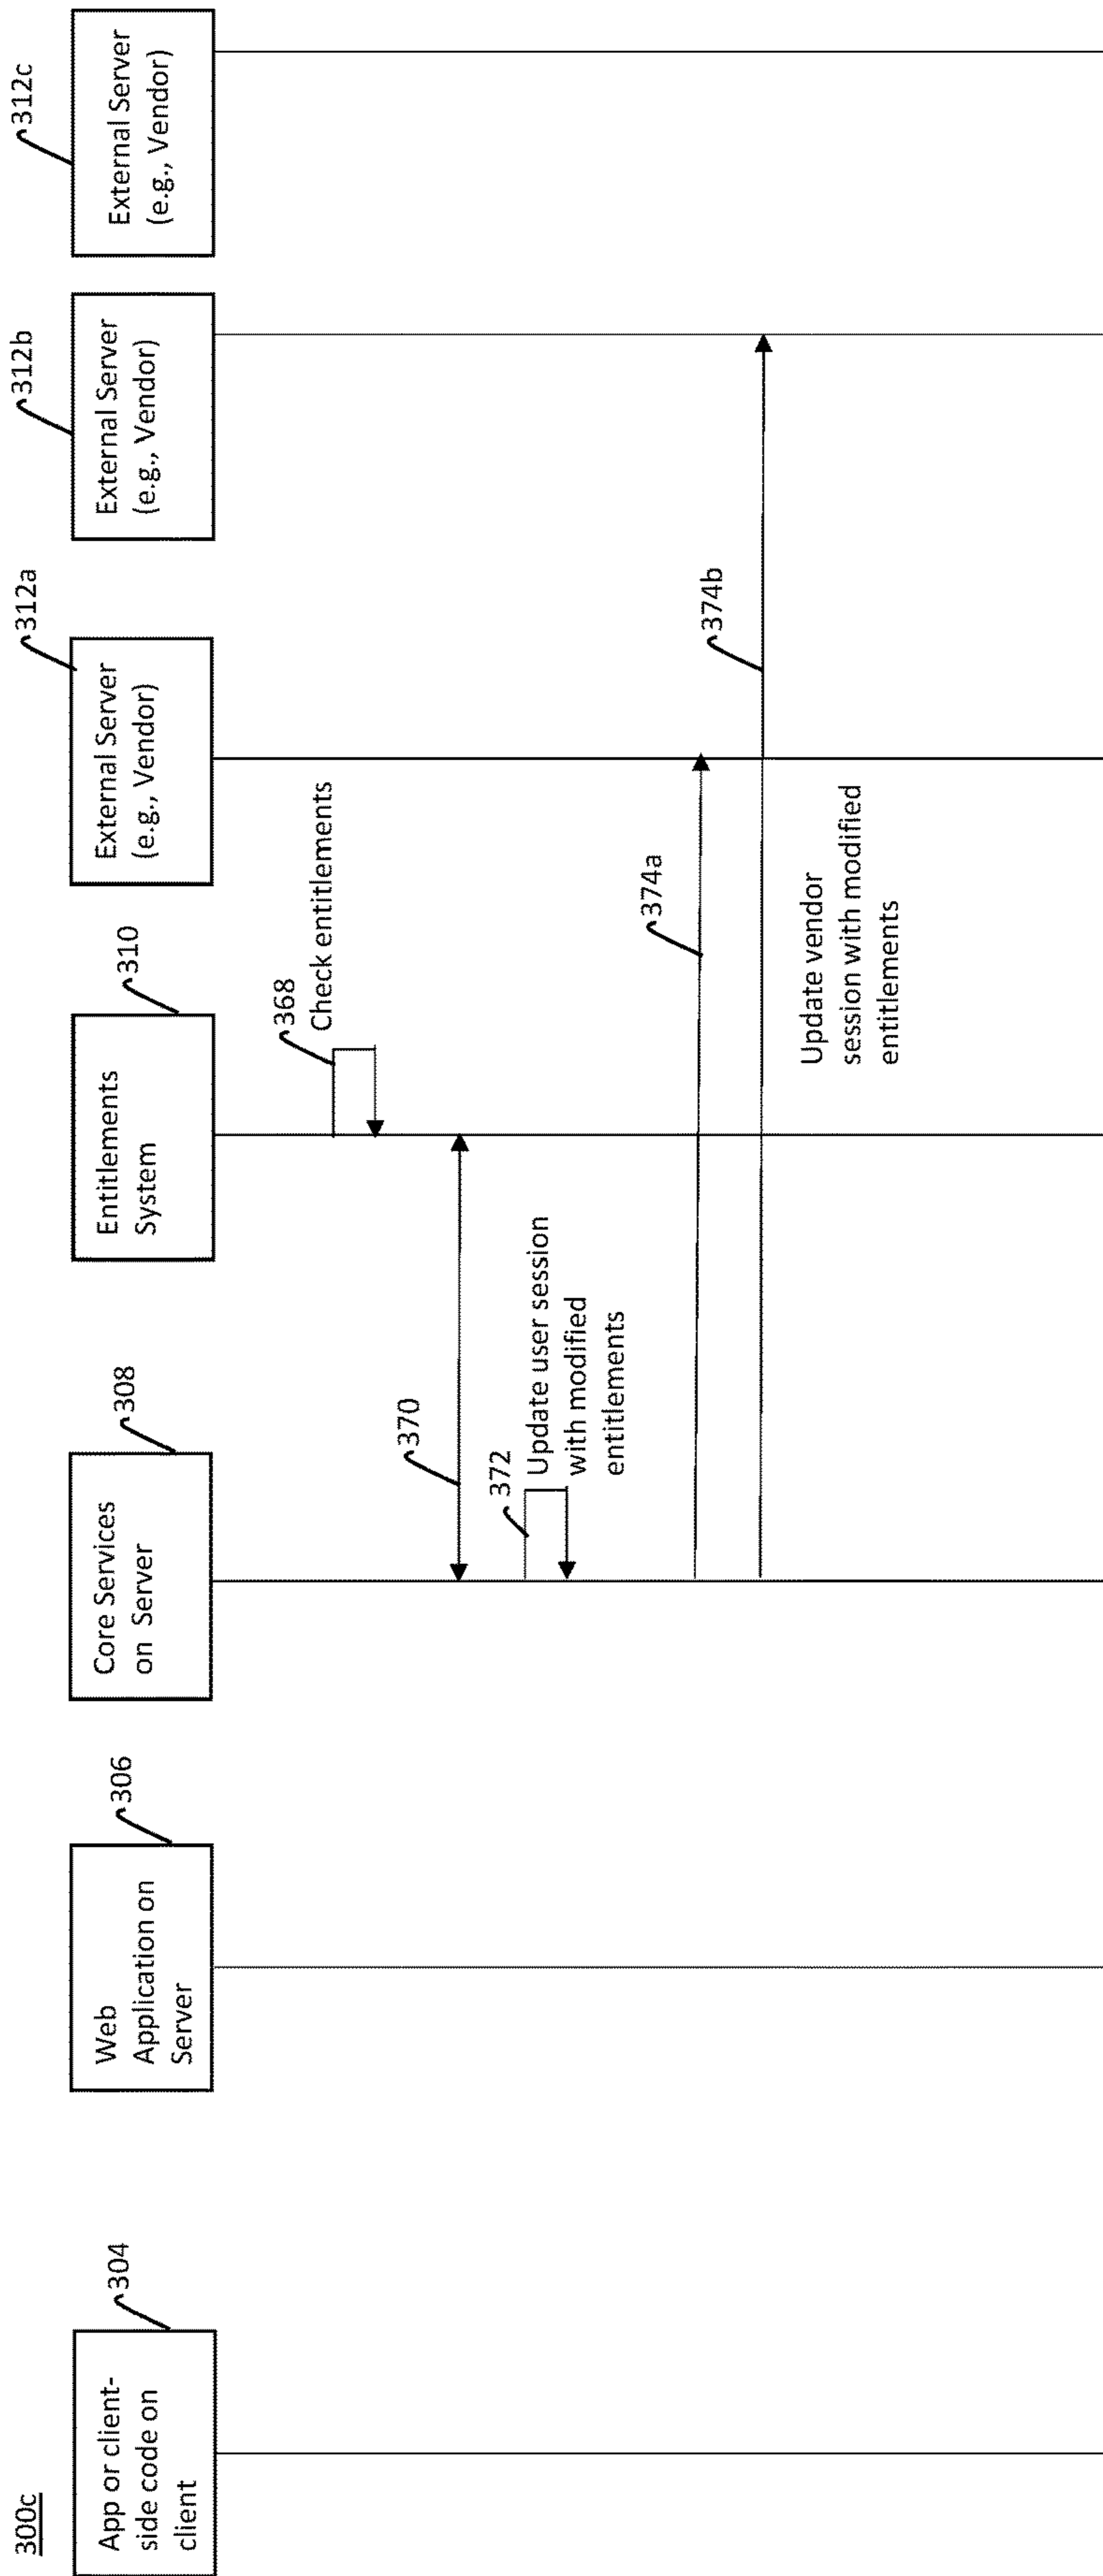 300c
304
App or client-
side code on
client
306
Web
Application on
Server
308
Core Services
on Server
310
Entitlements
System
312a
External Server
(e.g., Vendor)
312b
External Server
(e.g., Vendor)
312c
External Server
(e.g., Vendor)
368
Check entitlements
370
372
Update user session
with modified
entitlements
374a
374b
Update vendor
session with modified
entitlements